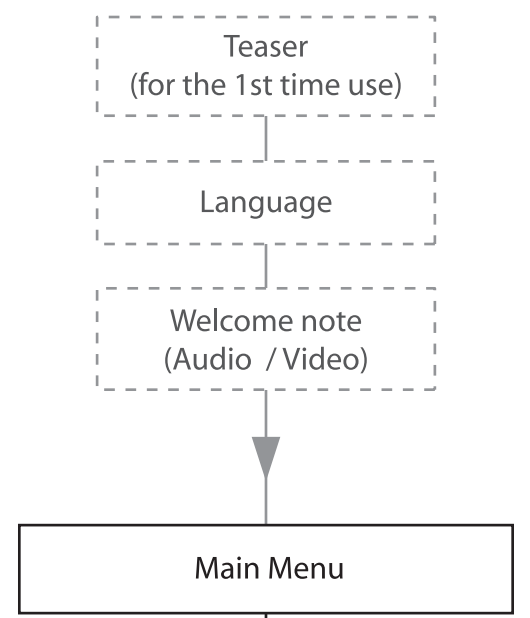 Teaser
(for the 1st time use)
Language
Welcome note
(Audio  / Video)
Main Menu